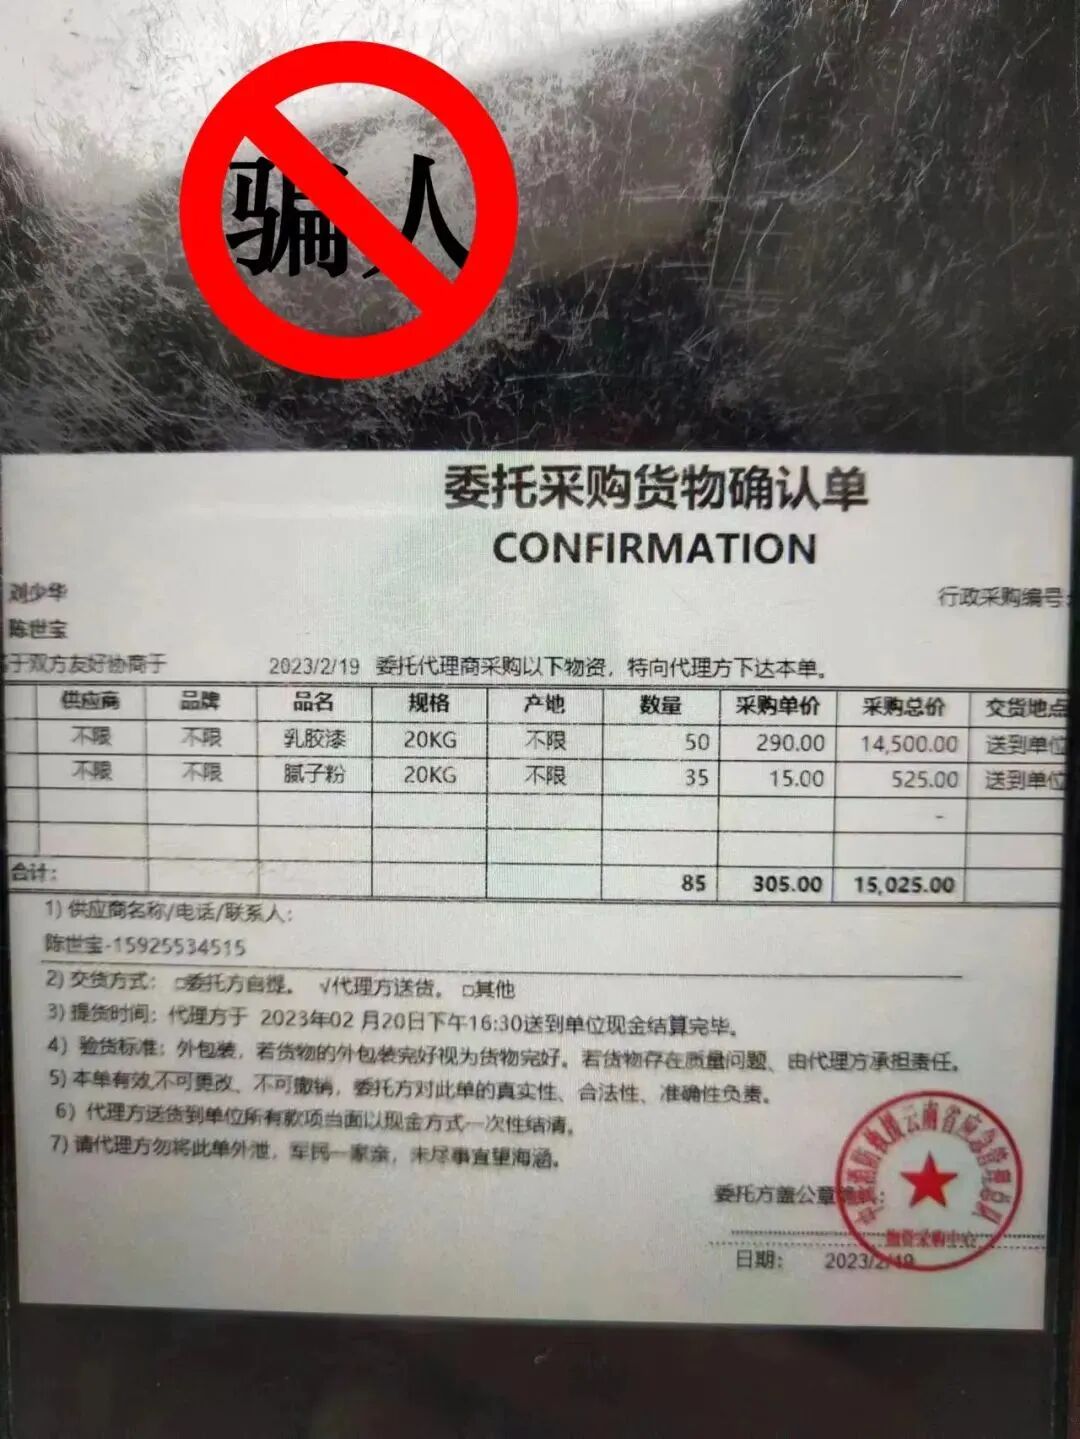 骗人
委托采购货物确认单
CONFIRMATION
刘少华
行政采购编号:
陈世宝
于双方友好协商于 2023/2/19 委托代理商采购以下物资，特向代理方下达本单。
供应商 品牌 品名 规格 产地 数量 采购单价 采购总价 交货地点
不限 不限 乳胶漆 20KG 不限 50 290.00 14,500.00 送到单位
不限 不限 腻子粉 20KG 不限 35 15.00 525.00 送到单位
-
合计: 85 305.00 15,025.00
1) 供应商名称/电话/联系人:
陈世宝-15925534515
2) 交货方式: □委托方自提。 √代理方送货。 □其他
3) 提货时间: 代理方于 2023年02月20日下午16:30送到单位现金结算完毕。
4) 验货标准: 外包装，若货物的外包装完好视为货物完好。若货物存在质量问题、由代理方承担责任。
5) 本单有效,不可更改、不可撤销，委托方对此单的真实性、合法性、准确性负责。
6) 代理方送货到单位所有款项当面以现金方式一次性结清。
7) 请代理方勿将此单外泄，军民一家亲，未尽事宜望海涵。
委托方盖公章
云南省应急管理
物资采购中心
日期: 2023/2/19